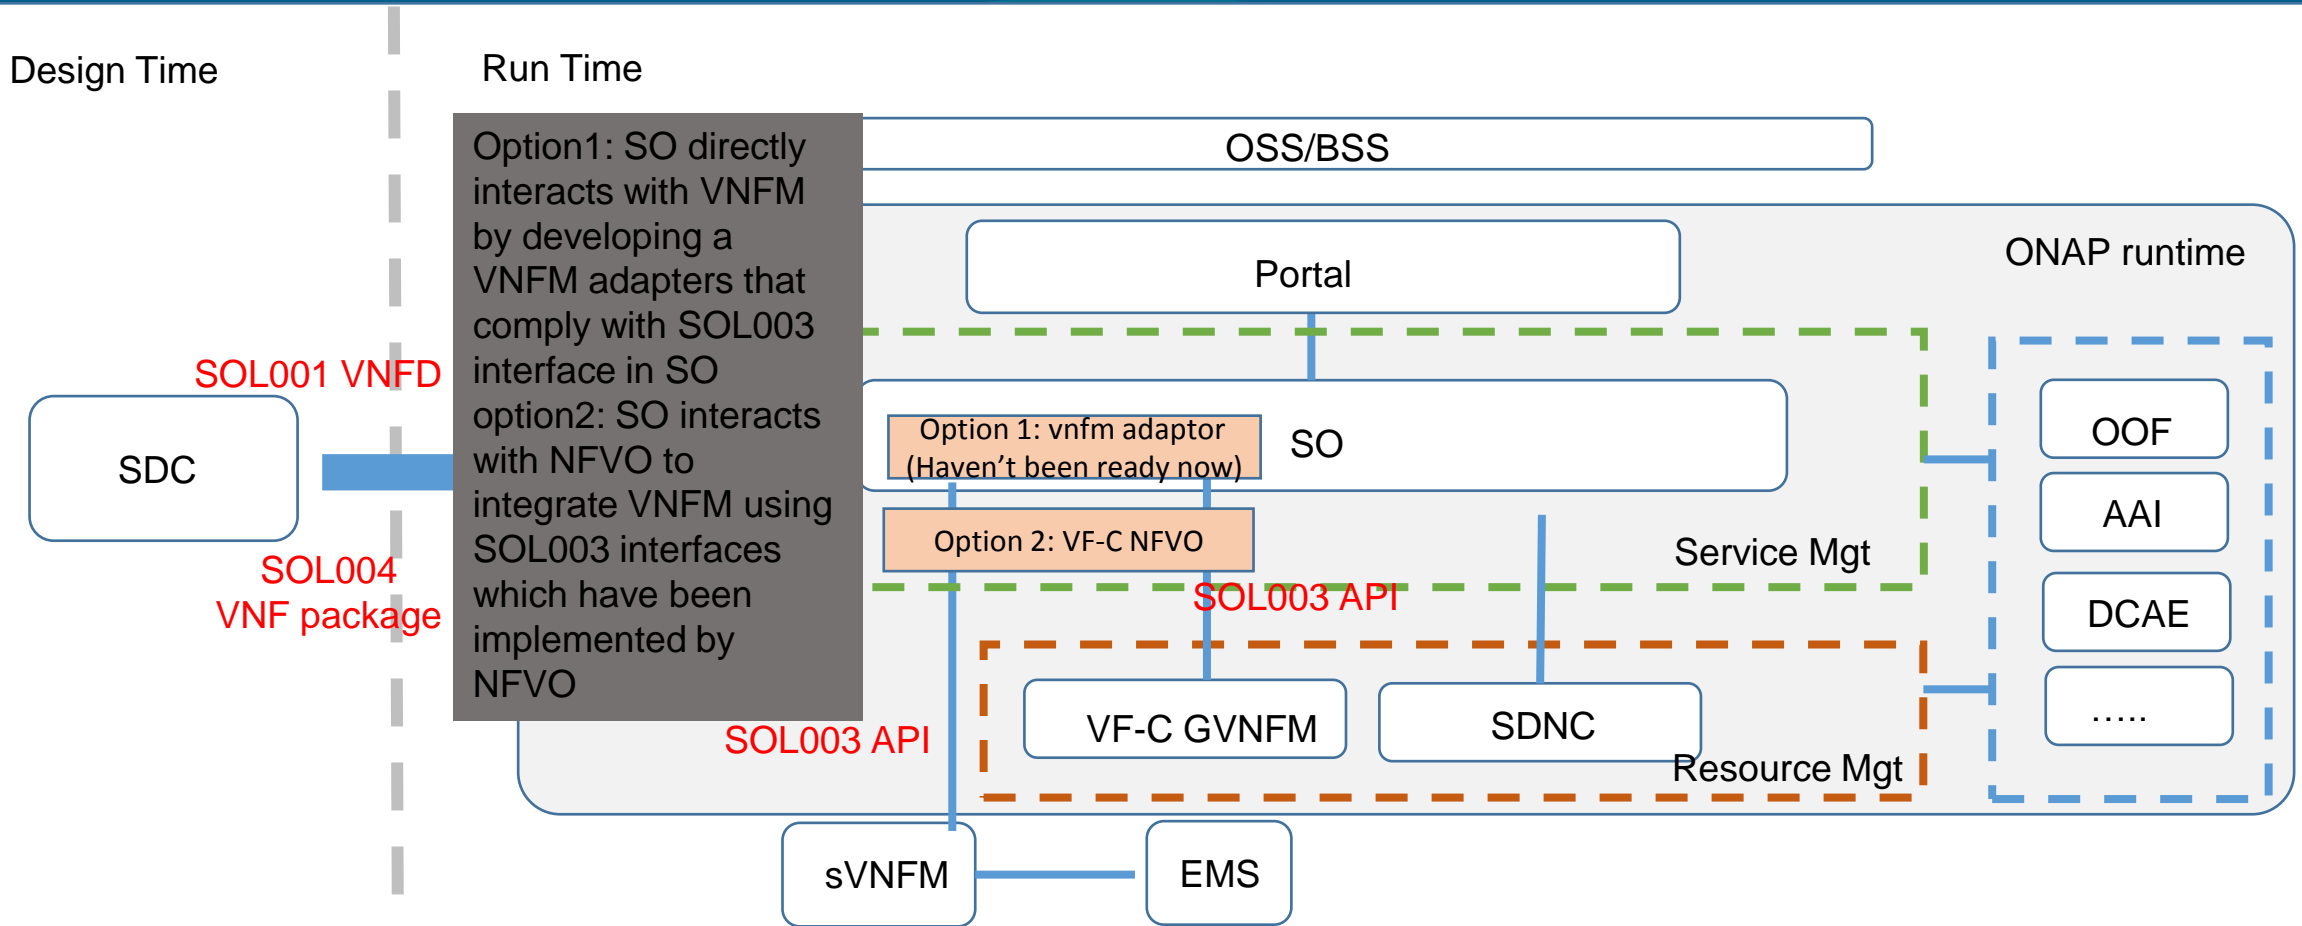 Design Time
Run Time
Option1: SO directly
interacts with VNFM
by developing a
VNFM adapters that
comply with SOL003
interface in SO
option2: SO interacts
with NFVO to
integrate VNFM using
SOL003 interfaces
which have been
implemented by
NFVO
OSS/BSS
ONAP runtime
Portal
SOL001 VNFD
SDC
SOL004
VNF package
Option 1: vnfm adaptor
(Haven’t been ready now)
SO
Option 2: VF-C NFVO
Service Mgt
SOL003 API
OOF
AAI
DCAE
…..
VF-C GVNFM
SDNC
Resource Mgt
SOL003 API
sVNFM
EMS